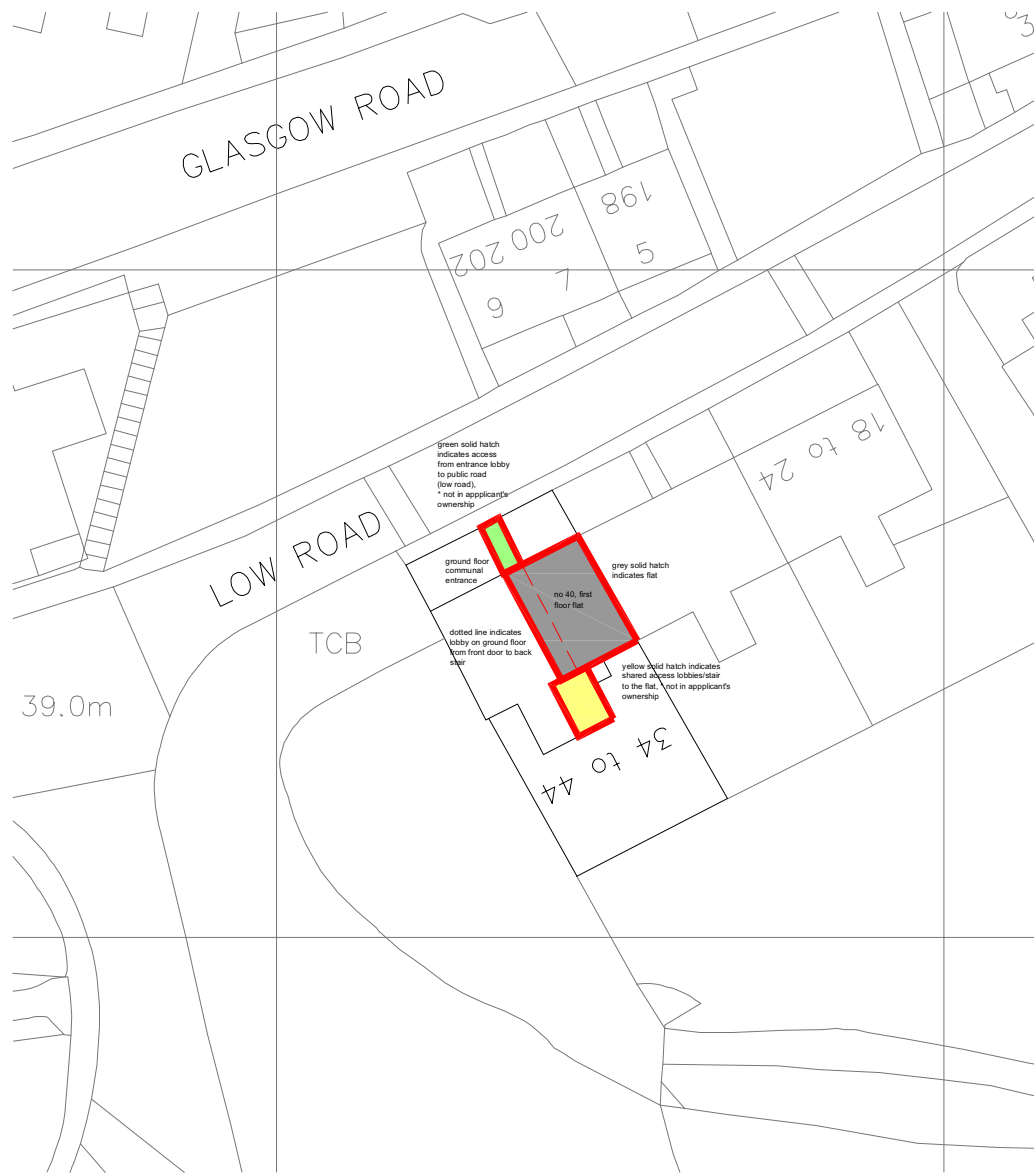 3
GLASGOW ROAD
198
200 202
5
7
6
18 to 24
green solid hatch
indicates access
from entrance lobby
to public road
(low road),
* not in appplicant's
ownership
LOW ROAD
ground floor
communal
entrance
grey solid hatch
indicates flat
no 40, first
floor flat
TCB
dotted line indicates
lobby on ground floor
from front door to back
stair
yellow solid hatch indicates
shared access lobbies/stair
to the flat, * not in appplicant's
ownership
39.0m
34 to 44